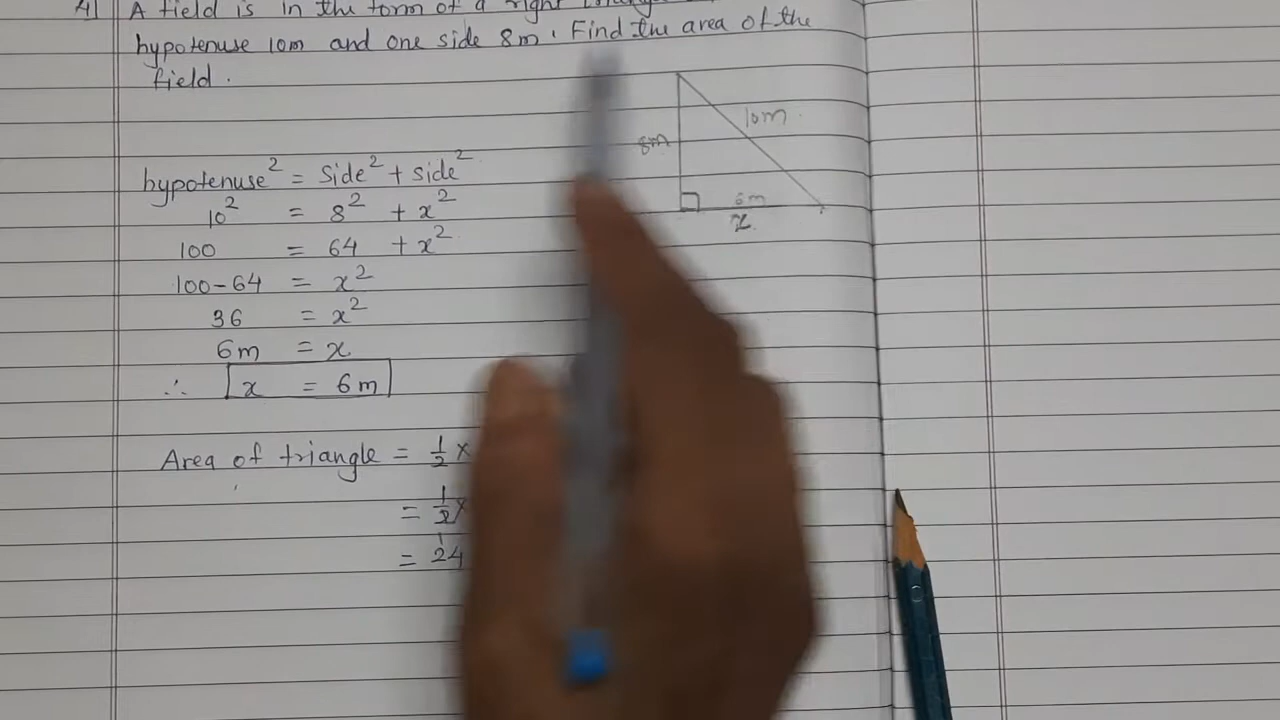 4) A field is in the form of a right
hypotenuse 10m and one side 8m. Find the area of the
field.
10m
8m
6m
x
hypotenuse² = Side² + side²
10² = 8² + x²
100 = 64 + x²
100-64 = x²
36 = x²
6m = x
∴ x = 6m
Area of triangle = 1/2 ×
= 1/2 ×
= 24